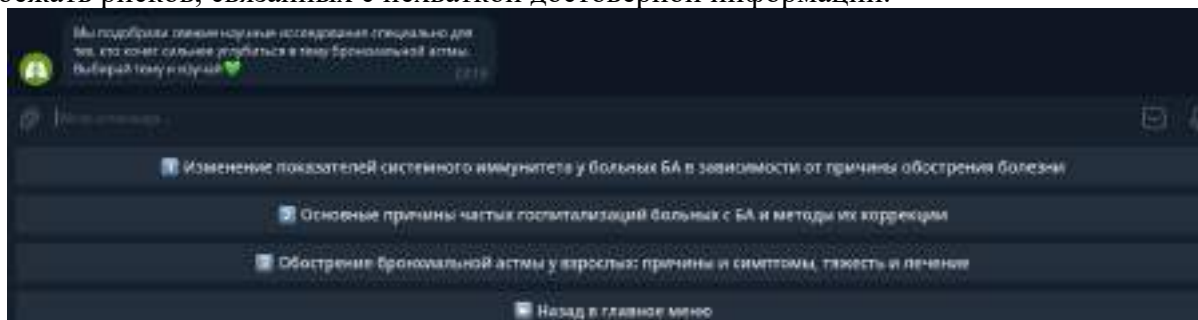 избежать рисков, связанных с нехваткой достоверной информации.
Мы подобрали свежие научные исследования специально для
тех, кто хочет сильнее углубиться в тему бронхиальной астмы.
Выбирай тему и изучай 💚
1 Изменение показателей системного иммунитета у больных БА в зависимости от причины обострения болезни
2 Основные причины частых госпитализаций больных с БА и методы их коррекции
3 Обострение бронхиальной астмы у взрослых: причины и симптомы, тяжесть и лечение
Назад в главное меню